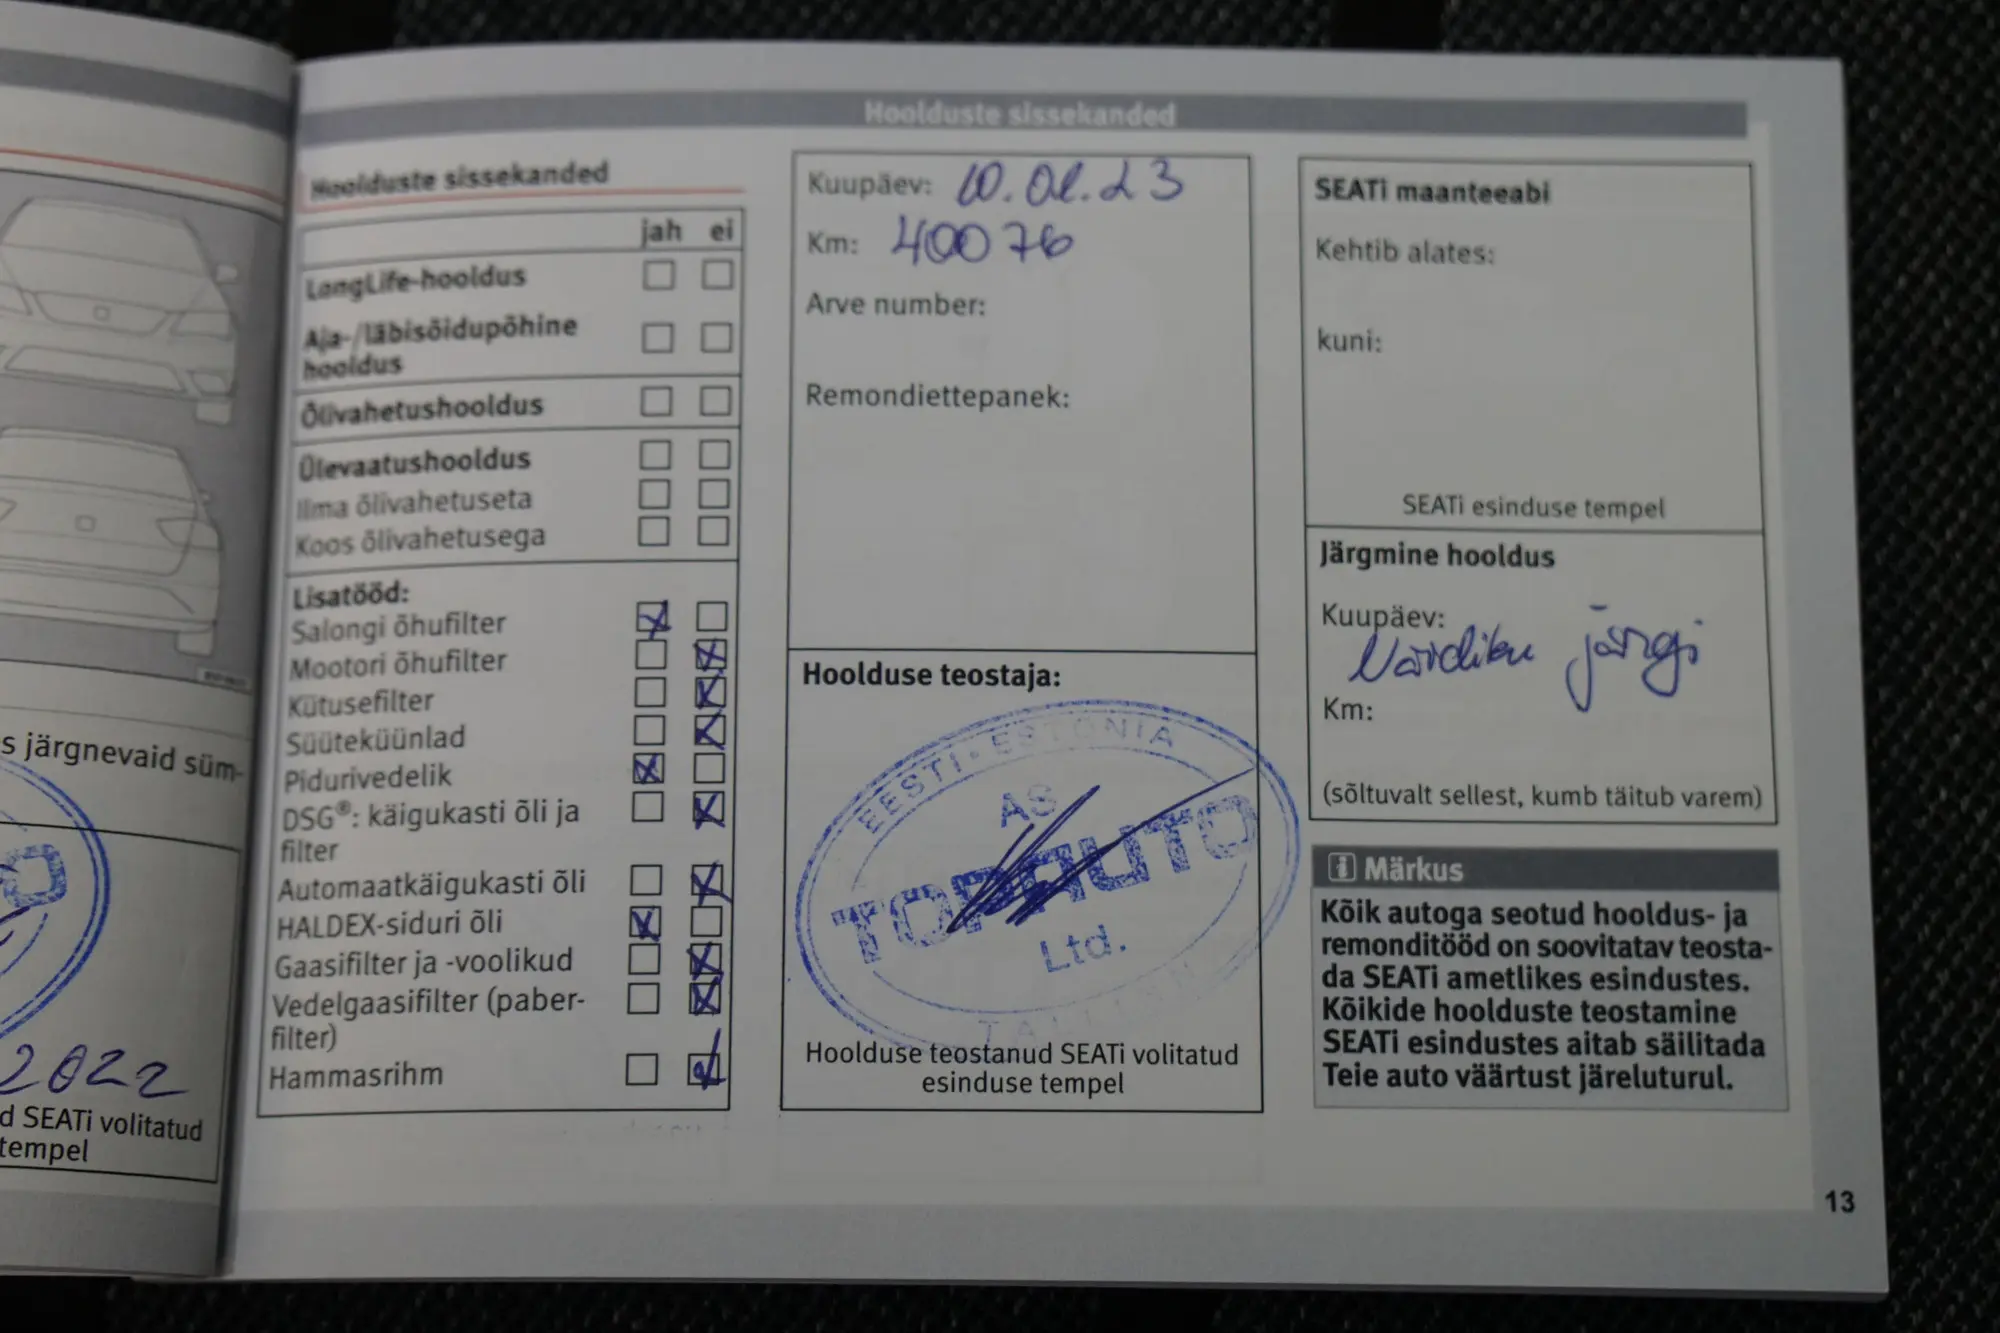 Hoolduste sissekanded
Hoolduste sissekanded
jah ei
LongLife-hooldus
Aja-/läbisõidupõhine
hooldus
Õlivahetushooldus
Ülevaatushooldus
Ilma õlivahetuseta
Koos õlivahetusega
Lisatööd:
Salongi õhufilter
Mootori õhufilter
Kütusefilter
Süüteküünlad
Pidurivedelik
DSG®: käigukasti õli ja
filter
Automaatkäigukasti õli
HALDEX-siduri õli
Gaasifilter ja -voolikud
Vedelgaasifilter (paber-
filter)
Hammasrihm
Kuupäev:
Km: 40076
Arve number:
Remondiettepanek:
Hoolduse teostaja:
EESTI · ESTONIA
AS
TOPAUTO
Ltd.
TALLINN
Hoolduse teostanud SEATi volitatud
esinduse tempel
SEATi maanteeabi
Kehtib alates:
kuni:
SEATi esinduse tempel
Järgmine hooldus
Kuupäev:
Näidiku järgi
Km:
(sõltuvalt sellest, kumb täitub varem)
Märkus
Kõik autoga seotud hooldus- ja
remonditööd on soovitatav teosta-
da SEATi ametlikes esindustes.
Kõikide hoolduste teostamine
SEATi esindustes aitab säilitada
Teie auto väärtust järeluturul.
13
s järgnevaid süm-
2022
d SEATi volitatud
tempel